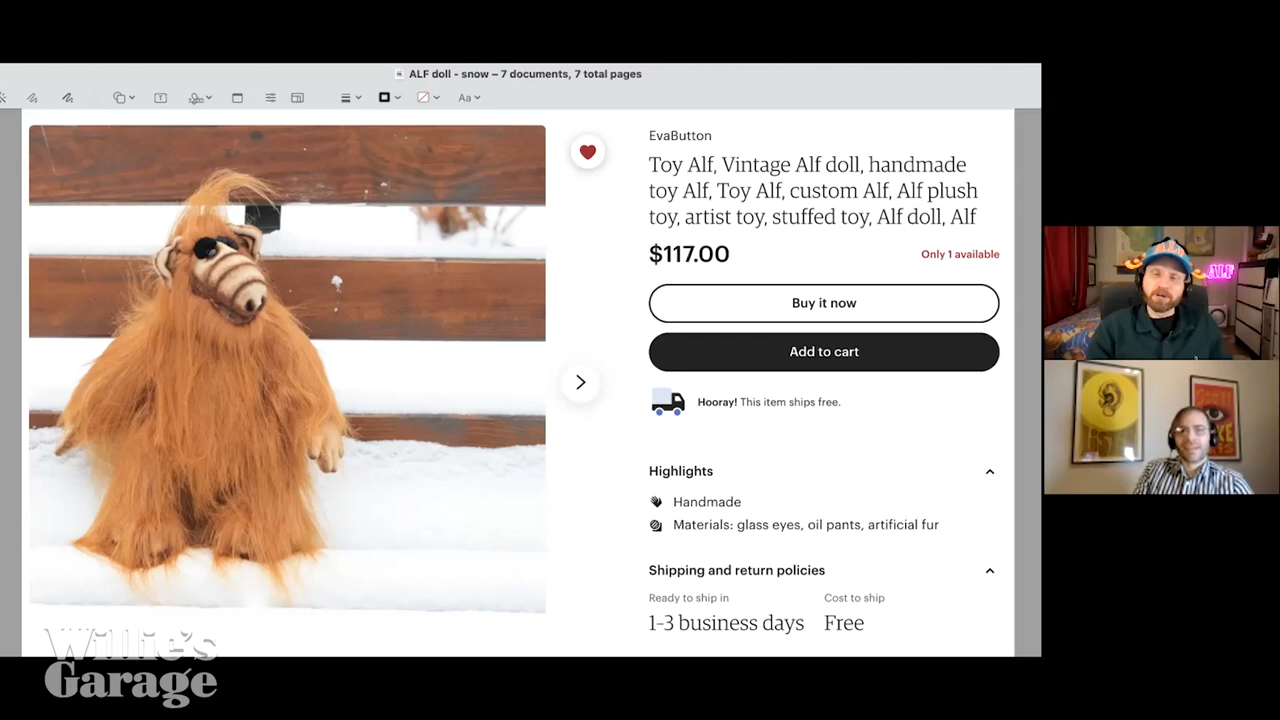 ALF doll - snow – 7 documents, 7 total pages
Aa
EvaButton
Toy Alf, Vintage Alf doll, handmade
toy Alf, Toy Alf, custom Alf, Alf plush
toy, artist toy, stuffed toy, Alf doll, Alf
$117.00
Only 1 available
Buy it now
Add to cart
Hooray! This item ships free.
Highlights
Handmade
Materials: glass eyes, oil pants, artificial fur
Shipping and return policies
Ready to ship in
Cost to ship
1-3 business days
Free
ALF
Willie's
Garage